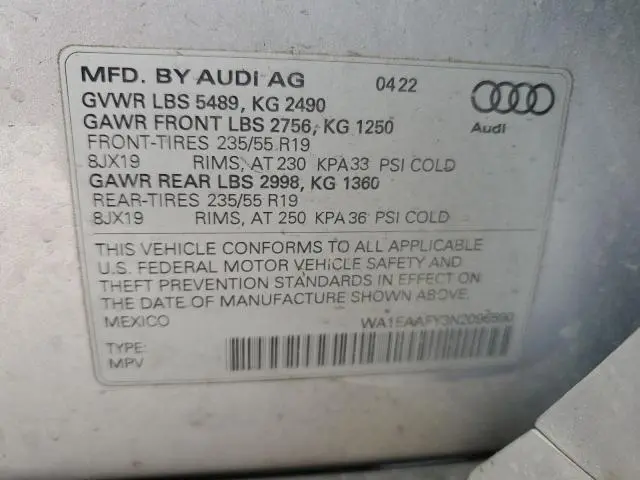 MFD. BY AUDI AG 04 22
GVWR LBS 5489, KG 2490
GAWR FRONT LBS 2756, KG 1250
Audi
FRONT-TIRES 235/55 R19
8JX19 RIMS, AT 230 KPA 33 PSI COLD
GAWR REAR LBS 2998, KG 1360
REAR-TIRES 235/55 R19
8JX19 RIMS, AT 250 KPA 36 PSI COLD
THIS VEHICLE CONFORMS TO ALL APPLICABLE
U.S. FEDERAL MOTOR VEHICLE SAFETY AND
THEFT PREVENTION STANDARDS IN EFFECT ON
THE DATE OF MANUFACTURE SHOWN ABOVE.
MEXICO
TYPE:
MPV